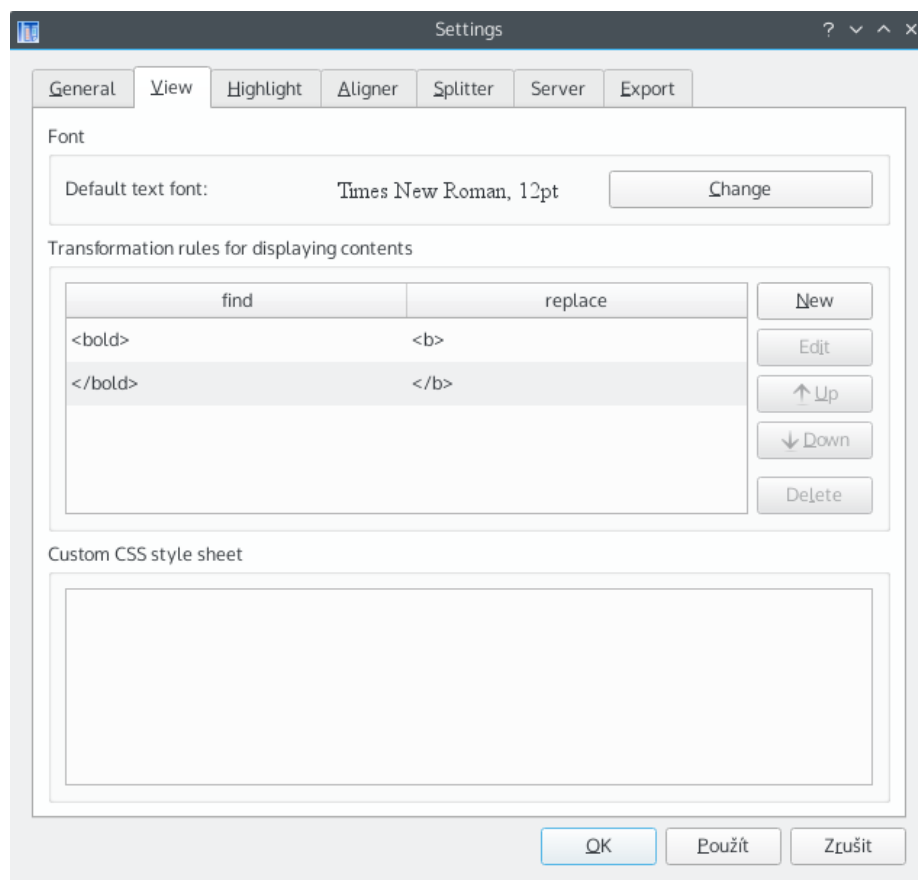 Settings
General View Highlight Aligner Splitter Server Export
Font
Default text font: Times New Roman, 12pt Change
Transformation rules for displaying contents
find replace New
<bold> <b> Edit
</bold> </b> Up
Down
Delete
Custom CSS style sheet
OK Použít Zrušit